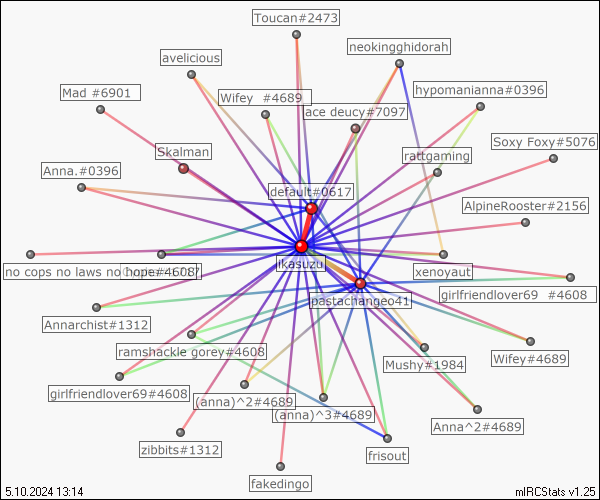 Toucan#2473
neokingghidorah
avelicious
hypomanianna#0396
Mad #6901
Wifey #4689
ace deucy#7097
Soxy Foxy#5076
Skalman
rattgaming
Anna.#0396
default#0617
AlpineRooster#2156
ikasuzu
no cops no laws no hope#4608
xenoyaut
girlfriendlover69 #4608
pastachangeo41
Annarchist#1312
ramshackle gorey#4608
Wifey#4689
Mushy#1984
girlfriendlover69#4608
(anna)^2#4689
(anna)^3#4689
Anna^2#4689
zibbits#1312
frisout
fakedingo
5.10.2024 13:14
mIRCStats v1.25